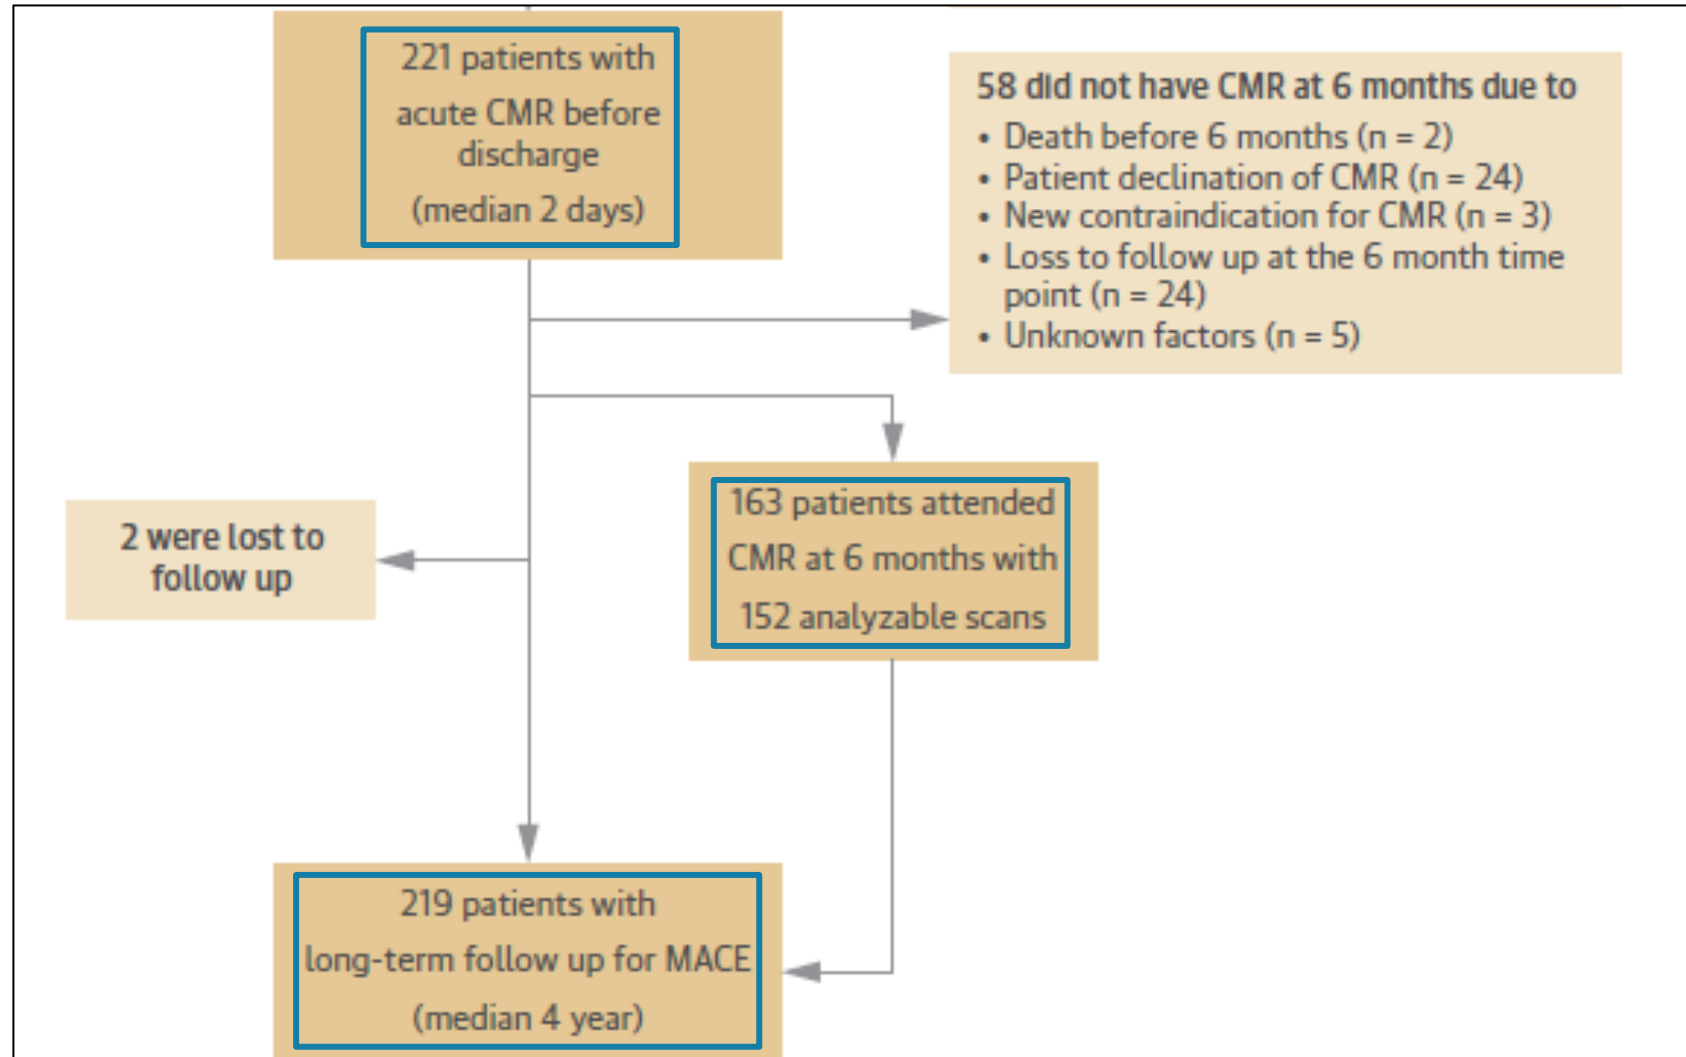 221 patients with
acute CMR before
discharge
(median 2 days)
58 did not have CMR at 6 months due to
• Death before 6 months (n = 2)
• Patient declination of CMR (n = 24)
• New contraindication for CMR (n = 3)
• Loss to follow up at the 6 month time
point (n = 24)
• Unknown factors (n = 5)
163 patients attended
CMR at 6 months with
152 analyzable scans
2 were lost to
follow up
219 patients with
long-term follow up for MACE
(median 4 year)